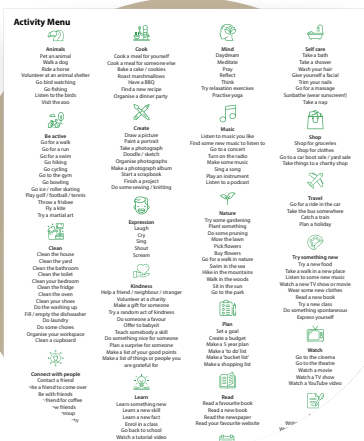 Activity Menu
Animals
Pet an animal
Walk a dog
Ride a horse
Volunteer at an animal shelter
Go bird watching
Go fishing
Listen to the birds
Visit the zoo
Be active
Go for a walk
Go for a run
Go for a swim
Go hiking
Go cycling
Go to the gym
Go bowling
Go ice / roller skating
Play golf / football / tennis
Throw a frisbee
Fly a kite
Try a martial art
Clean
Clean the house
Clean the yard
Clean the bathroom
Clean the toilet
Clean your bedroom
Clean the fridge
Clean the oven
Clean your shoes
Do the washing up
Fill / empty the dishwasher
Do laundry
Do some chores
Organise your workspace
Clean a cupboard
Connect with people
Contact a friend
a friend to come over
Be with friends
friend for coffee
friends
group
Cook
Cook a meal for yourself
Cook a meal for someone else
Bake a cake / cookies
Roast marshmallows
Have a BBQ
Find a new recipe
Organise a dinner party
Create
Draw a picture
Paint a portrait
Take a photograph
Doodle / sketch
Organise photographs
Make a photograph album
Start a scrapbook
Finish a project
Do some sewing / knitting
Expression
Laugh
Cry
Sing
Shout
Scream
Kindness
Help a friend / neighbour / stranger
Volunteer at a charity
Make a gift for someone
Try a random act of kindness
Do someone a favour
Offer to babysit
Teach somebody a skill
Do something nice for someone
Plan a surprise for someone
Make a list of your good points
Make a list of things or people you
are grateful for
Learn
Learn something new
Learn a new skill
Learn a new fact
Enrol in a class
Go back to school
Watch a tutorial video
Mind
Daydream
Meditate
Pray
Reflect
Think
Try relaxation exercises
Practise yoga
Music
Listen to music you like
Find some new music to listen to
Go to a concert
Turn on the radio
Make some music
Sing a song
Play an instrument
Listen to a podcast
Nature
Try some gardening
Plant something
Do some pruning
Mow the lawn
Pick flowers
Buy flowers
Go for a walk in nature
Swim in the sea
Hike in the mountains
Walk in the woods
Sit in the sun
Go to the park
Plan
Set a goal
Create a budget
Make a 5 year plan
Make a 'to do' list
Make a 'bucket list'
Make a shopping list
Read
Read a favourite book
Read a new book
Read the newspaper
Read your favourite website
Self care
Take a bath
Take a shower
Wash your hair
Give yourself a facial
Trim your nails
Go for a massage
Sunbathe (wear sunscreen!)
Take a nap
Shop
Shop for groceries
Shop for clothes
Go to a car boot sale / yard sale
Take things to a charity shop
Travel
Go for a ride in the car
Take the bus somewhere
Catch a train
Plan a holiday
Try something new
Try a new food
Take a walk in a new place
Listen to some new music
Watch a new TV show or movie
Wear some new clothes
Read a new book
Try a new class
Do something spontaneous
Express yourself
Watch
Go to the cinema
Go to the theatre
Watch a movie
Watch a TV show
Watch a YouTube video